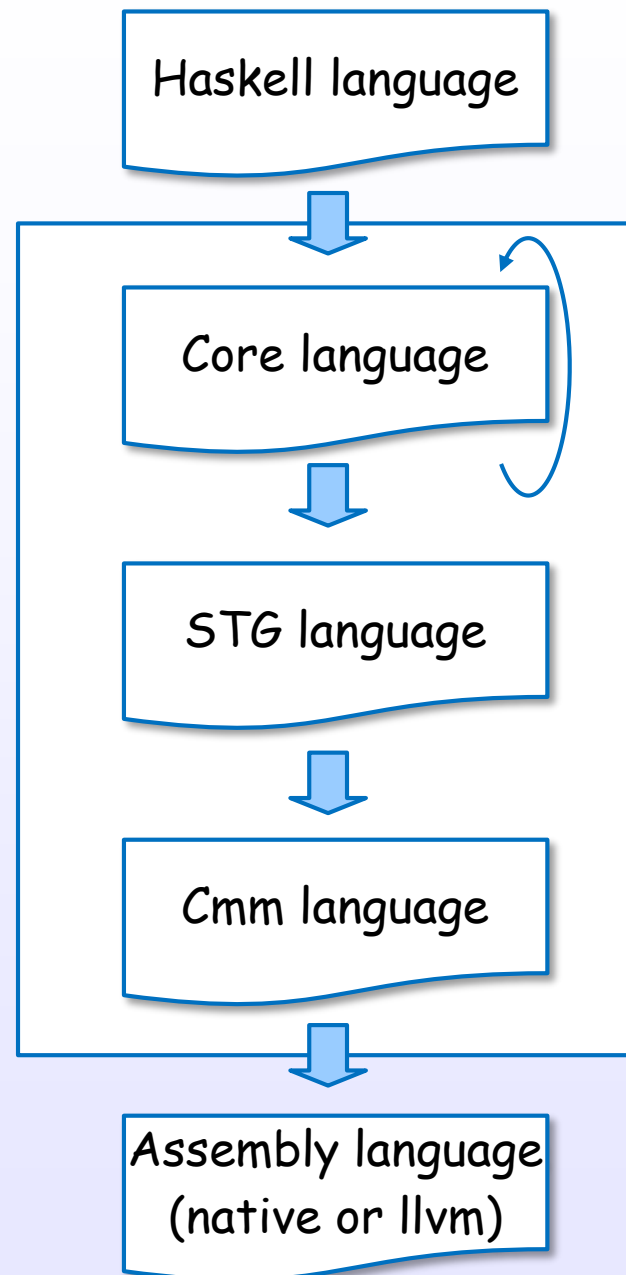 Haskell language
Core language
STG language
Cmm language
Assembly language
(native or llvm)